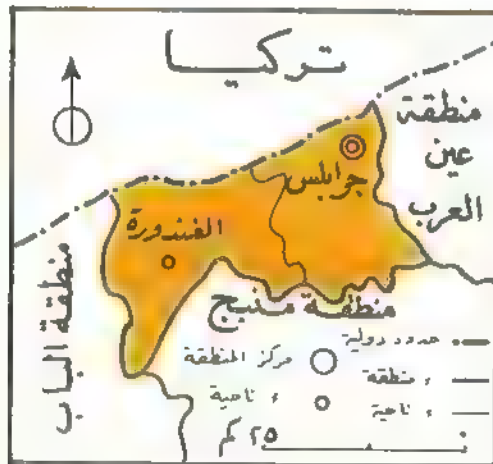 تركيا
منطقة
عين
العرب
جرابلس
الغندورة
منطقة الباب
منطقة منبج
حدود دولية
مركز المنطقة
« منطقة
« ناحية
« ناحية
٢٥ كم